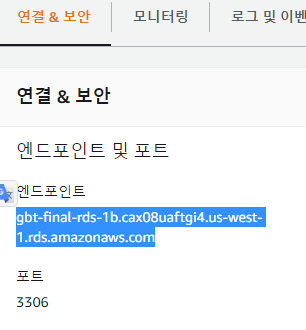 연결 & 보안 모니터링 로그 및 이벤
연결 & 보안
엔드포인트 및 포트
엔드포인트
gbt-final-rds-1b.cax08uaftgi4.us-west-
1.rds.amazonaws.com
포트
3306